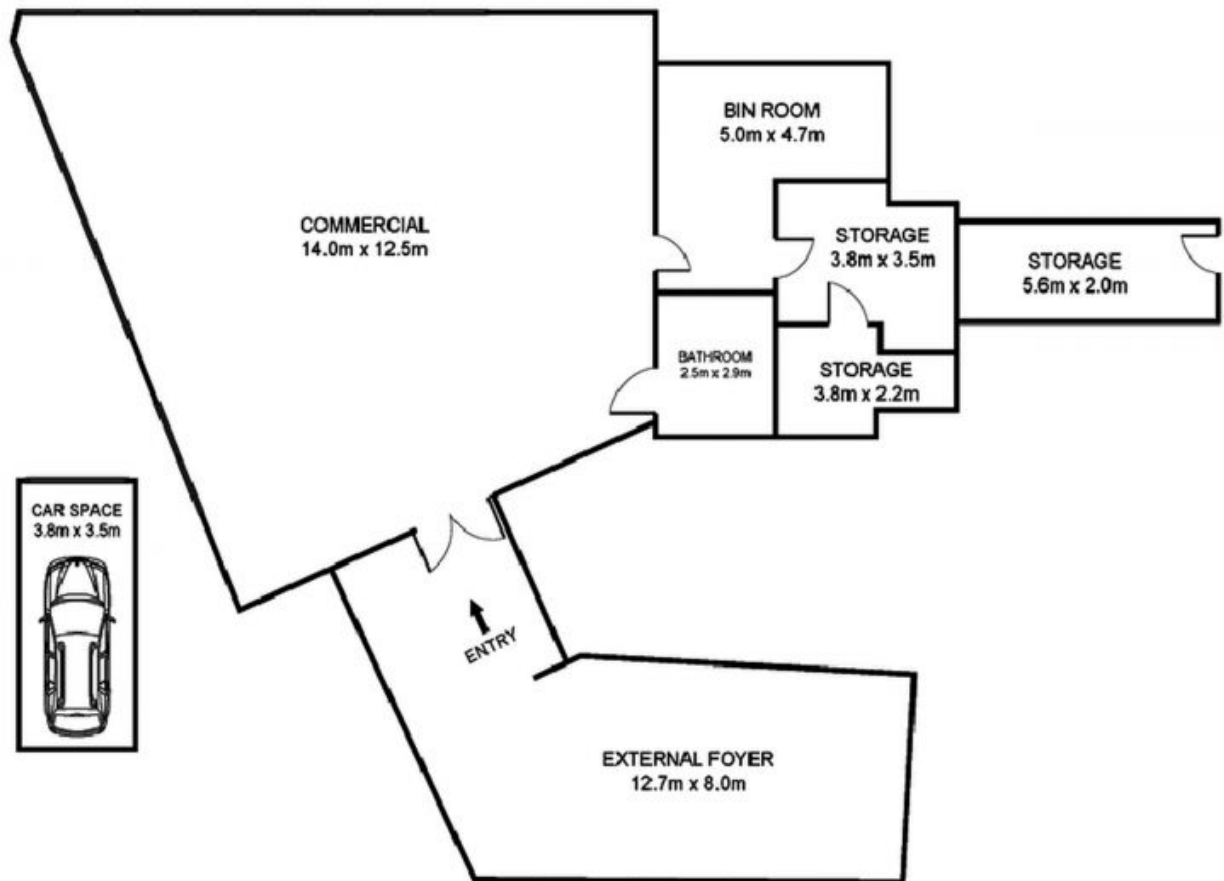 BIN ROOM
5.0m x 4.7m
COMMERCIAL
14.0m x 12.5m
STORAGE
3.8m x 3.5m
STORAGE
5.6m x 2.0m
BATHROOM
2.5m x 2.9m
STORAGE
3.8m x 2.2m
CAR SPACE
3.8m x 3.5m
ENTRY
EXTERNAL FOYER
12.7m x 8.0m